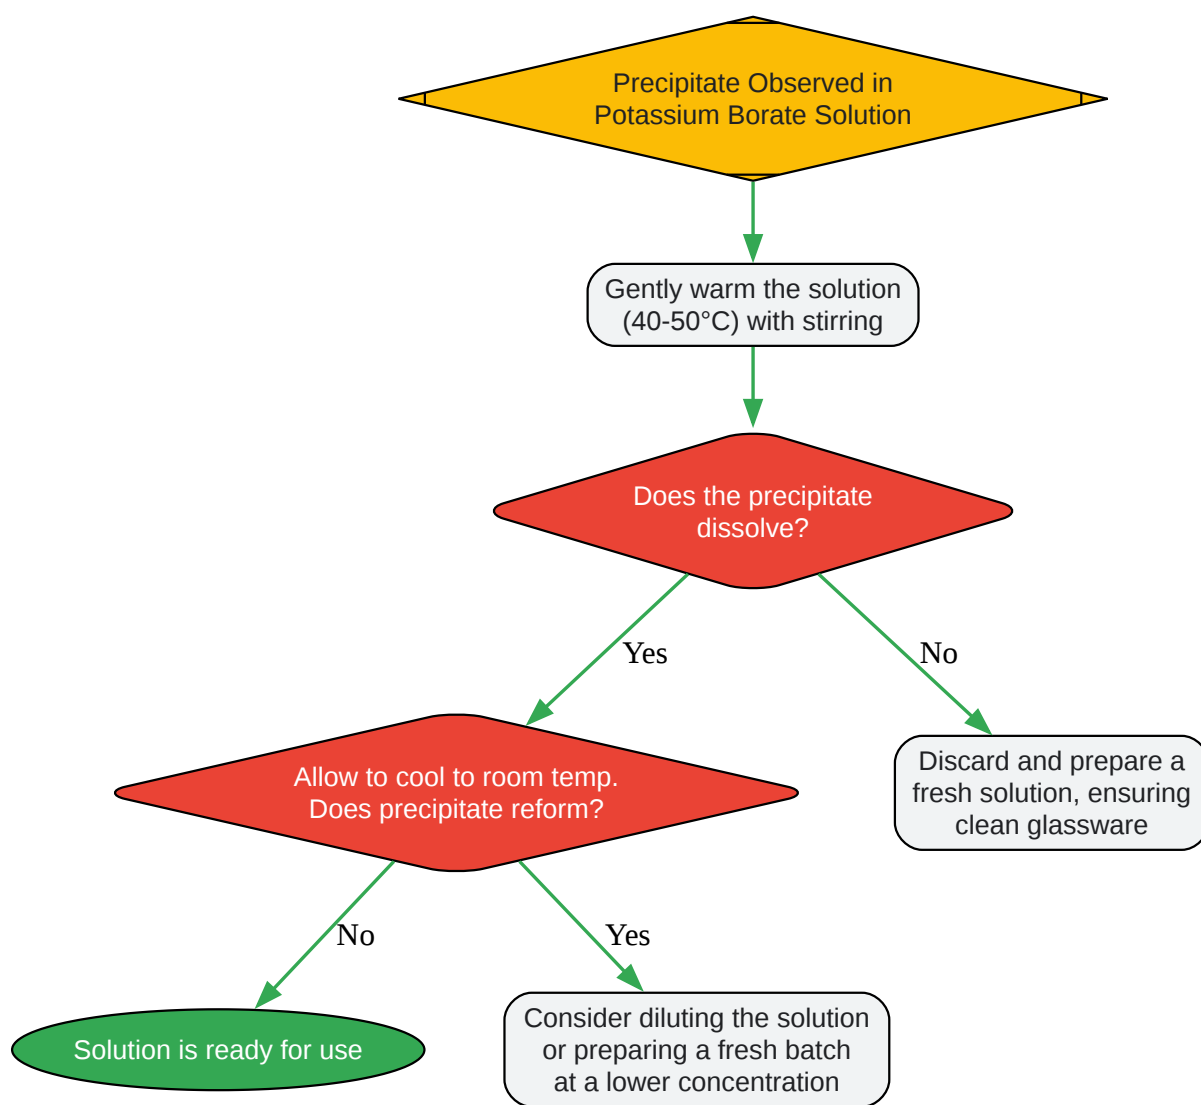 Precipitate Observed in
Potassium Borate Solution
Gently warm the solution
(40-50°C) with stirring
Does the precipitate
dissolve?
Yes
No
Allow to cool to room temp.
Does precipitate reform?
Discard and prepare a
fresh solution, ensuring
clean glassware
No
Yes
Solution is ready for use
Consider diluting the solution
or preparing a fresh batch
at a lower concentration